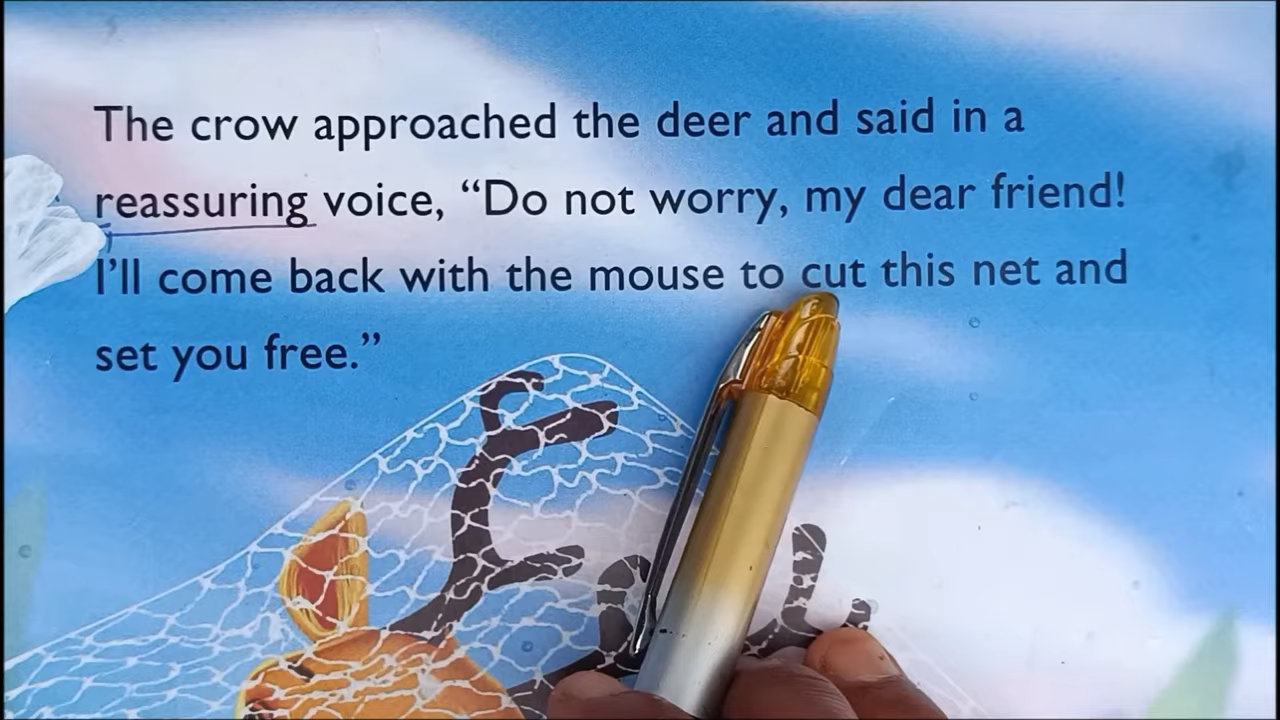 The crow approached the deer and said in a
reassuring voice, “Do not worry, my dear friend!
I’ll come back with the mouse to cut this net and
set you free.”